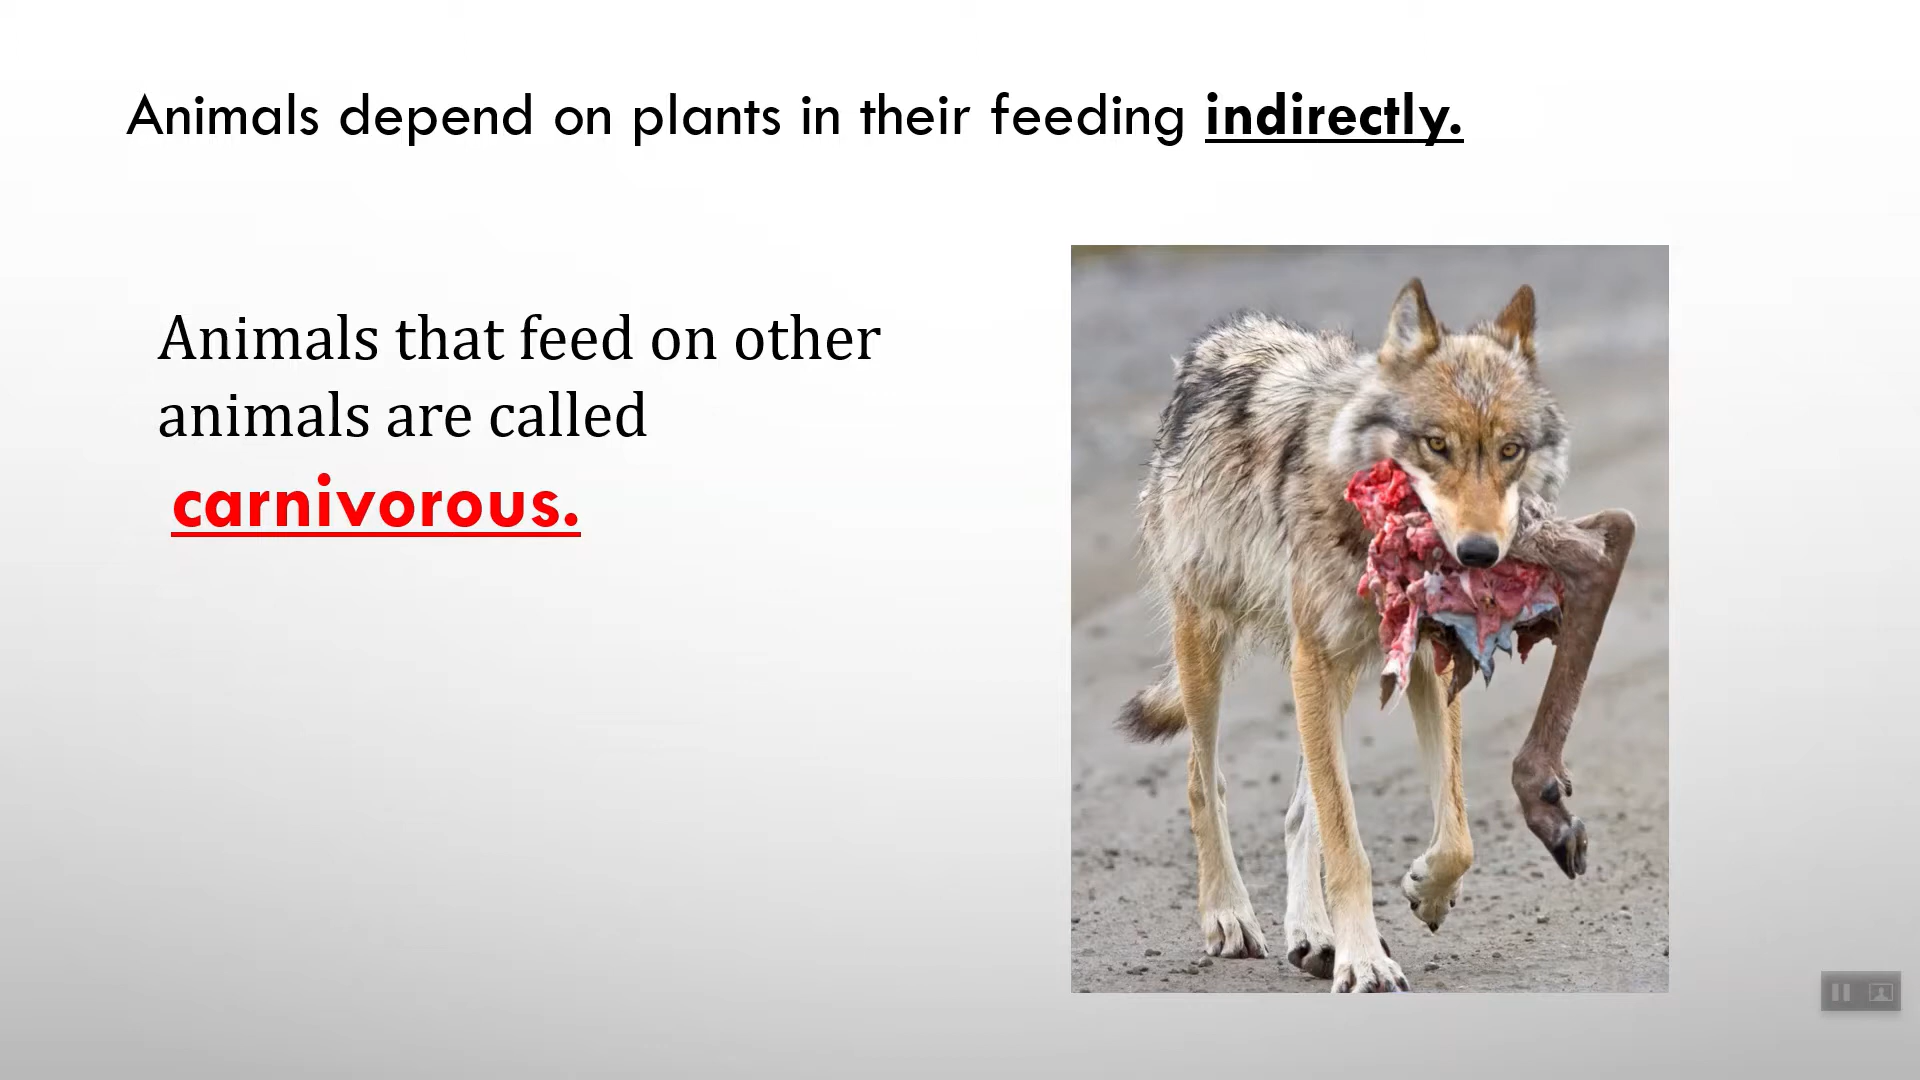 Animals depend on plants in their feeding indirectly.
Animals that feed on other
animals are called
carnivorous.